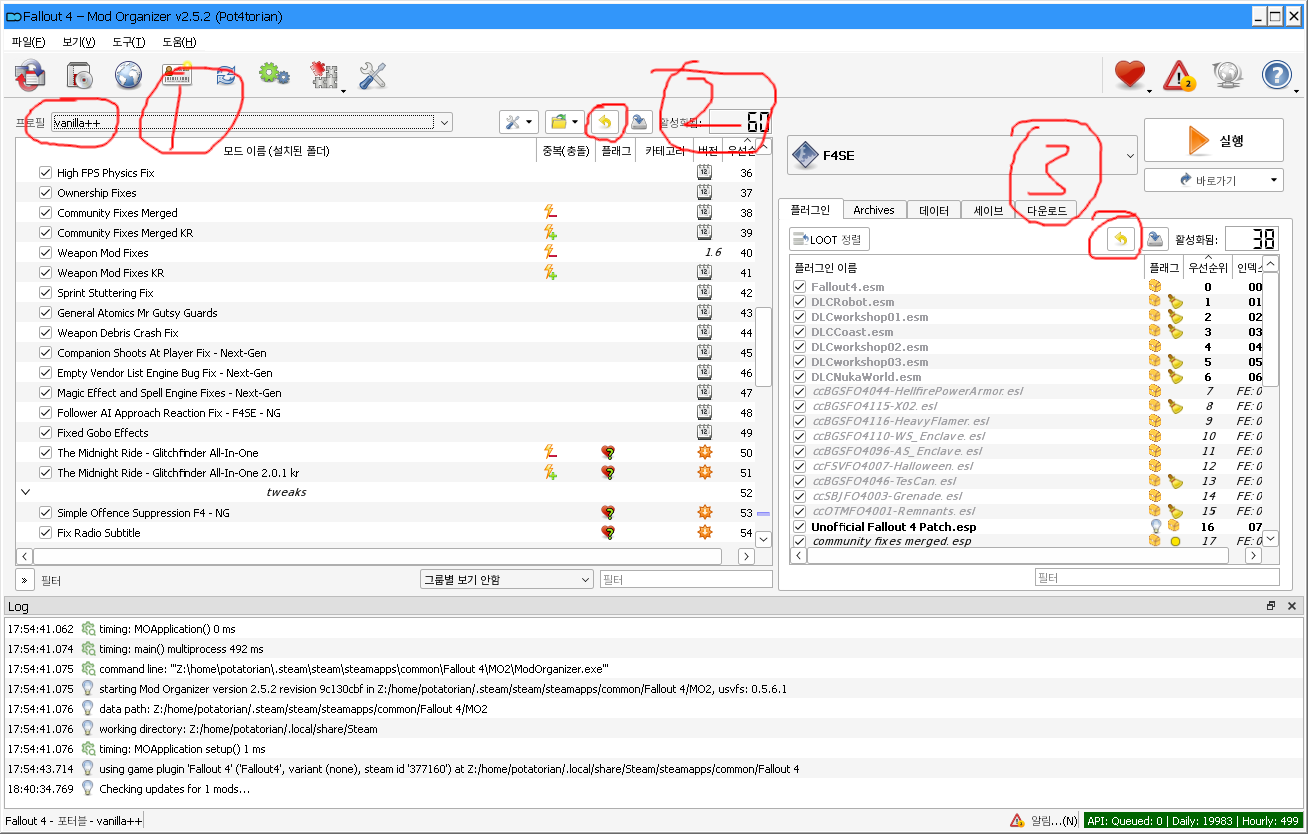 Fallout 4 – Mod Organizer v2.5.2 (Pot4torian)
파일(F) 보기(V) 도구(T) 도움(H)
1 2 3
프로필 vanilla++ 활성화됨: 60
모드 이름 (설치된 폴더) 중복(충돌) 플래그 카테고리 버전 우선순
High FPS Physics Fix 36
Ownership Fixes 37
Community Fixes Merged 38
Community Fixes Merged KR 39
Weapon Mod Fixes 1.6 40
Weapon Mod Fixes KR 41
Sprint Stuttering Fix 42
General Atomics Mr Gutsy Guards 43
Weapon Debris Crash Fix 44
Companion Shoots At Player Fix - Next-Gen 45
Empty Vendor List Engine Bug Fix - Next-Gen 46
Magic Effect and Spell Engine Fixes - Next-Gen 47
Follower AI Approach Reaction Fix - F4SE - NG 48
Fixed Gobo Effects 49
The Midnight Ride - Glitchfinder All-In-One 50
The Midnight Ride - Glitchfinder All-In-One 2.0.1 kr 51
tweaks 52
Simple Offence Suppression F4 - NG 53
Fix Radio Subtitle 54
» 필터 그룹별 보기 안함 필터
F4SE
실행
바로가기
플러그인 Archives 데이터 세이브 다운로드
LOOT 정렬 활성화됨: 38
플러그인 이름 플래그 우선순위 인덱스
Fallout4.esm 0 00
DLCRobot.esm 1 01
DLCworkshop01.esm 2 02
DLCCoast.esm 3 03
DLCworkshop02.esm 4 04
DLCworkshop03.esm 5 05
DLCNukaWorld.esm 6 06
ccBGSFO4044-HellfirePowerArmor.esl 7 FE:0
ccBGSFO4115-X02.esl 8 FE:0
ccBGSFO4116-HeavyFlamer.esl 9 FE:0
ccBGSFO4110-WS_Enclave.esl 10 FE:0
ccBGSFO4096-AS_Enclave.esl 11 FE:0
ccFSVFO4007-Halloween.esl 12 FE:0
ccBGSFO4046-TesCan.esl 13 FE:0
ccSBJFO4003-Grenade.esl 14 FE:0
ccOTMFO4001-Remnants.esl 15 FE:0
Unofficial Fallout 4 Patch.esp 16 07
community fixes merged.esp 17 FE:0
필터
Log
17:54:41.062 timing: MOApplication() 0 ms
17:54:41.074 timing: main() multiprocess 492 ms
17:54:41.075 command line: '"Z:\home\potatorian\.steam\steam\steamapps\common\Fallout 4\MO2\ModOrganizer.exe"'
17:54:41.075 starting Mod Organizer version 2.5.2 revision 9c130cbf in Z:/home/potatorian/.steam/steam/steamapps/common/Fallout 4/MO2, usvfs: 0.5.6.1
17:54:41.076 data path: Z:/home/potatorian/.steam/steam/steamapps/common/Fallout 4/MO2
17:54:41.076 working directory: Z:/home/potatorian/.local/share/Steam
17:54:41.076 timing: MOApplication setup() 1 ms
17:54:43.714 using game plugin 'Fallout 4' ('Fallout4', variant (none), steam id '377160') at Z:/home/potatorian/.local/share/Steam/steamapps/common/Fallout 4
18:40:34.769 Checking updates for 1 mods...
Fallout 4 - 포터블 - vanilla++ 알림...(N) API: Queued: 0 | Daily: 19983 | Hourly: 499